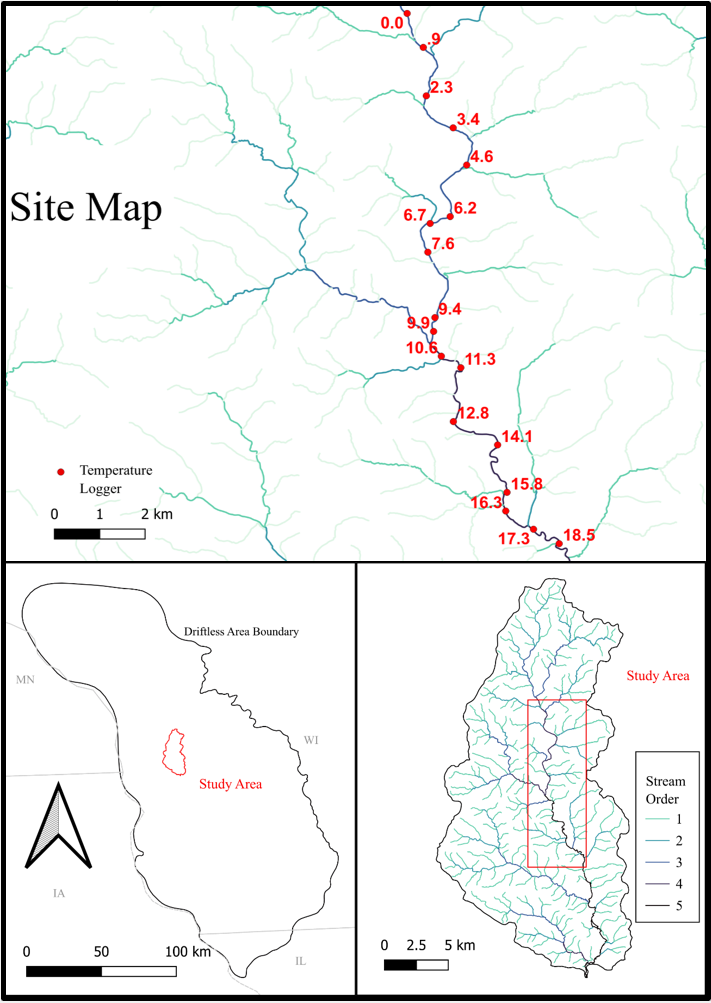 0.0
.9
2.3
3.4
4.6
6.2
6.7
7.6
9.4
9.9
10.6
11.3
12.8
14.1
15.8
16.3
17.3
18.5
Site Map
Temperature
Logger
0 1 2 km
Driftless Area Boundary
MN
WI
Study Area
IA
IL
0 50 100 km
Study Area
Stream
Order
1
2
3
4
5
0 2.5 5 km